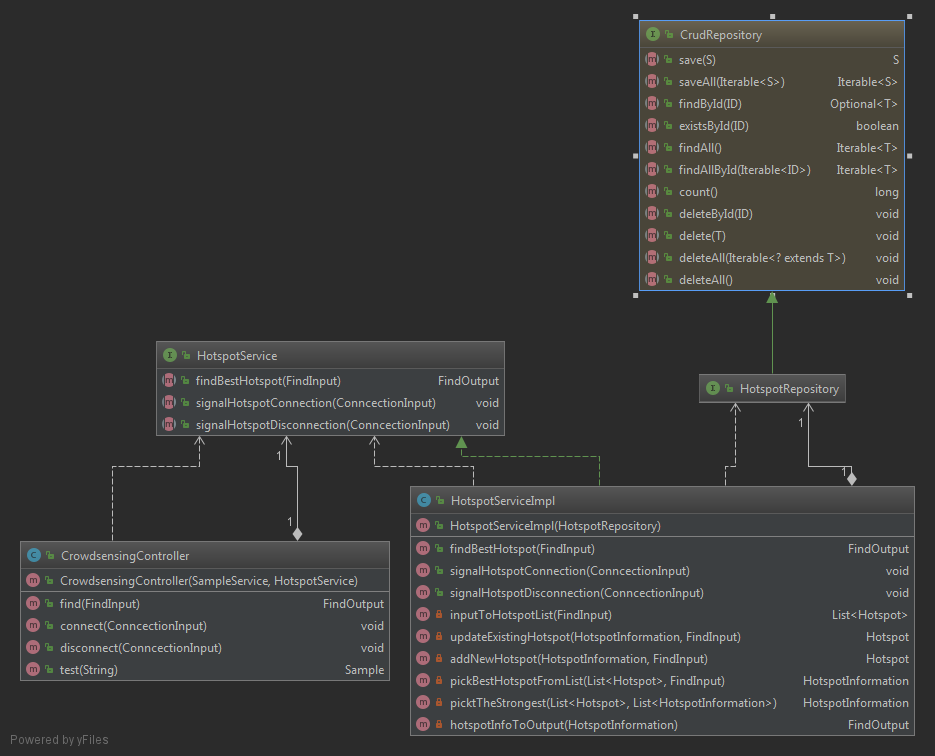 CrudRepository
save(S) S
saveAll(Iterable<S>) Iterable<S>
findById(ID) Optional<T>
existsById(ID) boolean
findAll() Iterable<T>
findAllById(Iterable<ID>) Iterable<T>
count() long
deleteById(ID) void
delete(T) void
deleteAll(Iterable<? extends T>) void
deleteAll() void
HotspotService
findBestHotspot(FindInput) FindOutput
signalHotspotConnection(ConncectionInput) void
signalHotspotDisconnection(ConncectionInput) void
HotspotRepository
1
1
1
1
CrowdsensingController
CrowdsensingController(SampleService, HotspotService)
find(FindInput) FindOutput
connect(ConncectionInput) void
disconnect(ConncectionInput) void
test(String) Sample
HotspotServiceImpl
HotspotServiceImpl(HotspotRepository)
findBestHotspot(FindInput) FindOutput
signalHotspotConnection(ConncectionInput) void
signalHotspotDisconnection(ConncectionInput) void
inputToHotspotList(FindInput) List<Hotspot>
updateExistingHotspot(HotspotInformation, FindInput) Hotspot
addNewHotspot(HotspotInformation, FindInput) Hotspot
pickBestHotspotFromList(List<Hotspot>, FindInput) HotspotInformation
picktTheStrongest(List<Hotspot>, List<HotspotInformation>) HotspotInformation
hotspotInfoToOutput(HotspotInformation) FindOutput
Powered by yFiles